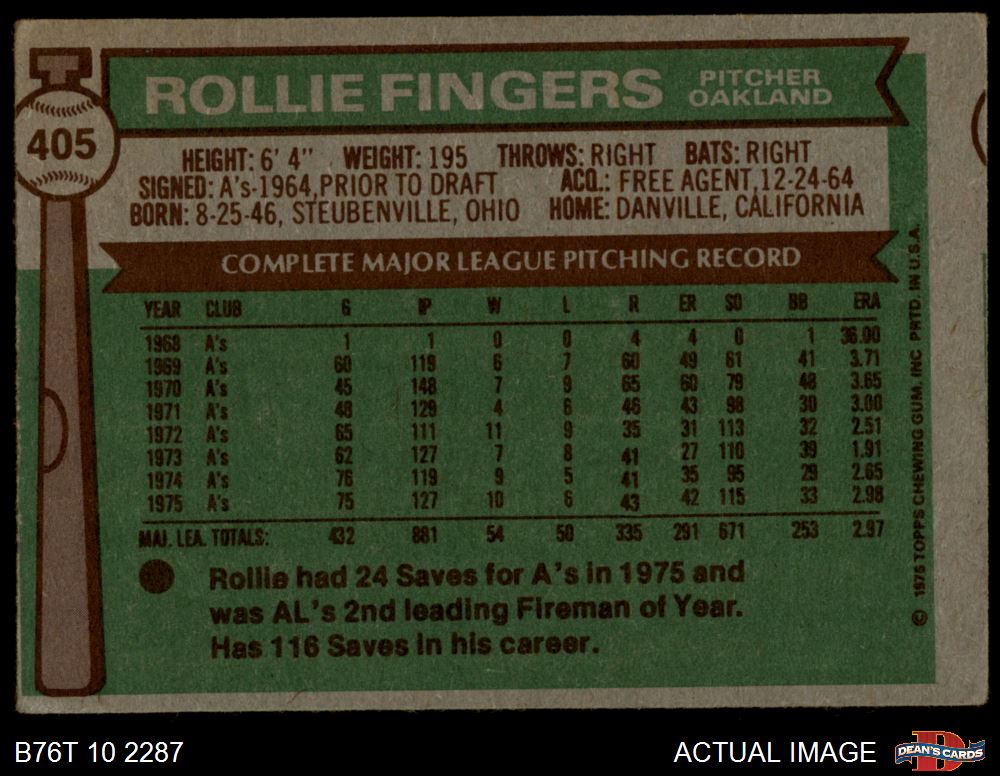 ROLLIE FINGERS PITCHER OAKLAND
405
HEIGHT: 6' 4" WEIGHT: 195 THROWS: RIGHT BATS: RIGHT
SIGNED: A's-1964, PRIOR TO DRAFT ACQ.: FREE AGENT, 12-24-64
BORN: 8-25-46, STEUBENVILLE, OHIO HOME: DANVILLE, CALIFORNIA
COMPLETE MAJOR LEAGUE PITCHING RECORD
YEAR CLUB G IP W L R ER SO BB ERA
1968 A's 1 1 0 0 4 4 0 1 36.00
1969 A's 60 119 6 7 60 49 61 41 3.71
1970 A's 45 148 7 9 65 60 79 48 3.65
1971 A's 48 129 4 6 46 43 98 30 3.00
1972 A's 65 111 11 9 35 31 113 32 2.51
1973 A's 62 127 7 8 41 27 110 39 1.91
1974 A's 76 119 9 5 41 35 95 29 2.65
1975 A's 75 127 10 6 43 42 115 33 2.98
MAJ. LEA. TOTALS: 432 881 54 50 335 291 671 253 2.97
Rollie had 24 Saves for A's in 1975 and
was AL's 2nd leading Fireman of Year.
Has 116 Saves in his career.
© 1976 TOPPS CHEWING GUM, INC PRTD. IN U.S.A.
B76T 10 2287 ACTUAL IMAGE DEAN'S CARDS